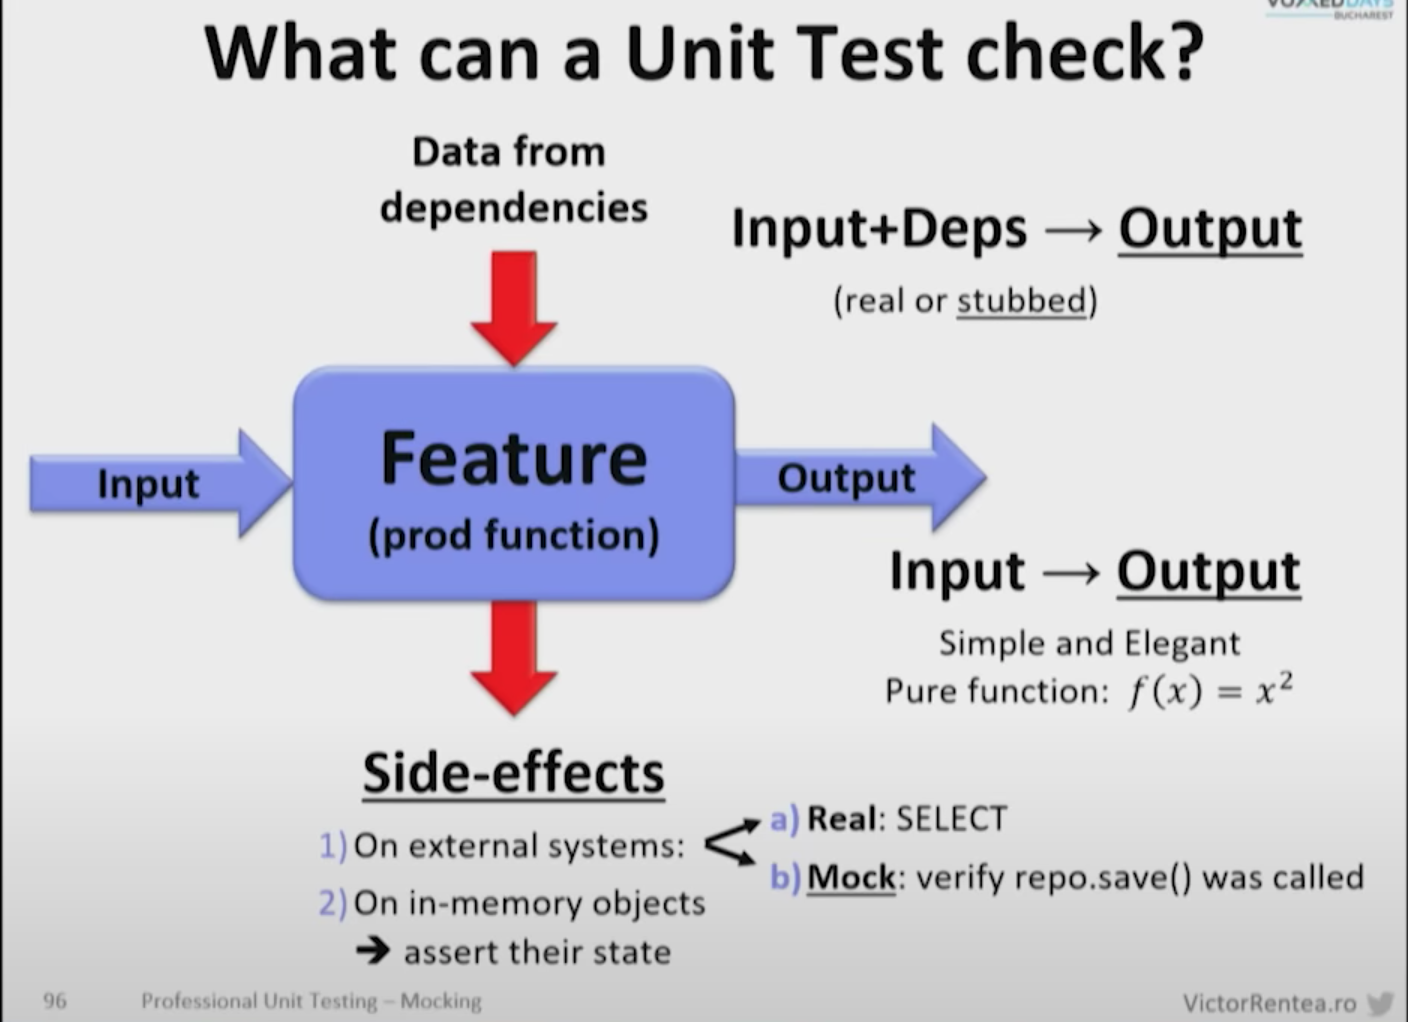 VOXXEDDAYS
BUCHAREST
What can a Unit Test check?
Data from
dependencies
Input+Deps → Output
(real or stubbed)
Input
Feature
(prod function)
Output
Input → Output
Simple and Elegant
Pure function: f(x) = x²
Side-effects
1) On external systems:
a) Real: SELECT
b) Mock: verify repo.save() was called
2) On in-memory objects
➔ assert their state
96
Professional Unit Testing – Mocking
VictorRentea.ro